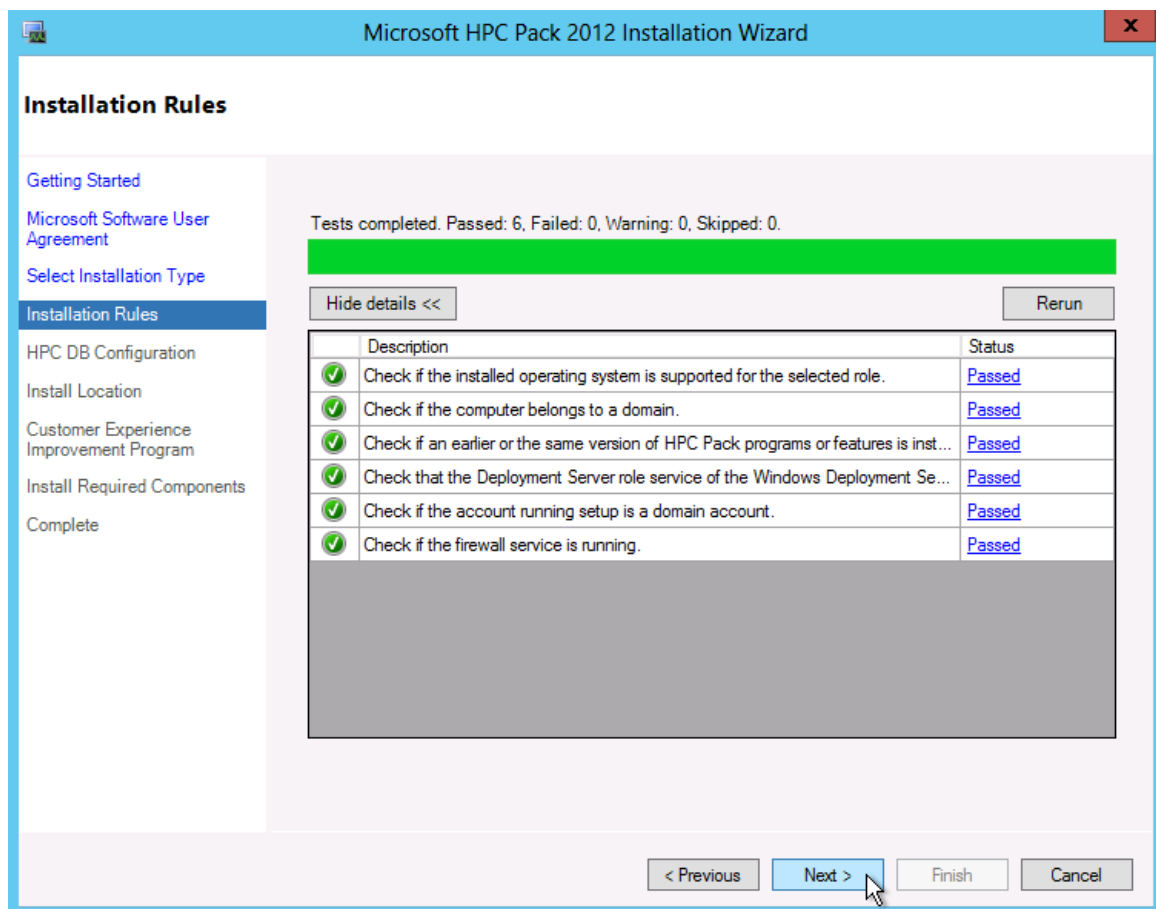 Microsoft HPC Pack 2012 Installation Wizard
x
Installation Rules
Getting Started
Microsoft Software User
Agreement
Select Installation Type
Installation Rules
HPC DB Configuration
Install Location
Customer Experience
Improvement Program
Install Required Components
Complete
Tests completed. Passed: 6, Failed: 0, Warning: 0, Skipped: 0.
Hide details <<
Rerun
Description Status
Check if the installed operating system is supported for the selected role. Passed
Check if the computer belongs to a domain. Passed
Check if an earlier or the same version of HPC Pack programs or features is inst... Passed
Check that the Deployment Server role service of the Windows Deployment Se... Passed
Check if the account running setup is a domain account. Passed
Check if the firewall service is running. Passed
< Previous Next > Finish Cancel